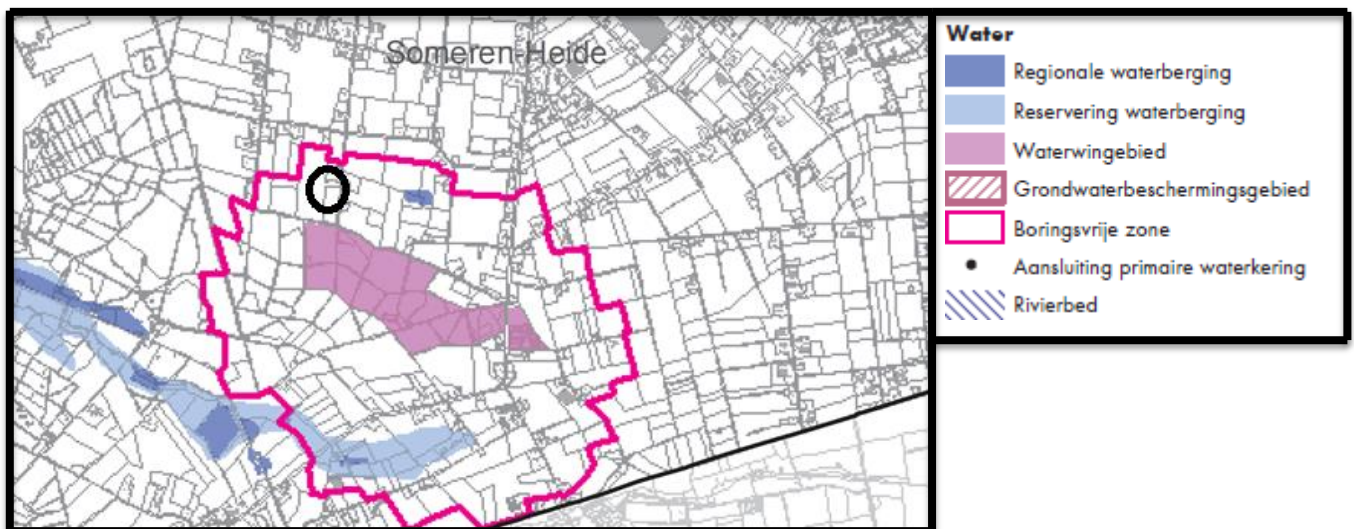 Someren-Heide
Water
Regionale waterberging
Reservering waterberging
Waterwingebied
Grondwaterbeschermingsgebied
Boringsvrije zone
Aansluiting primaire waterkering
Rivierbed